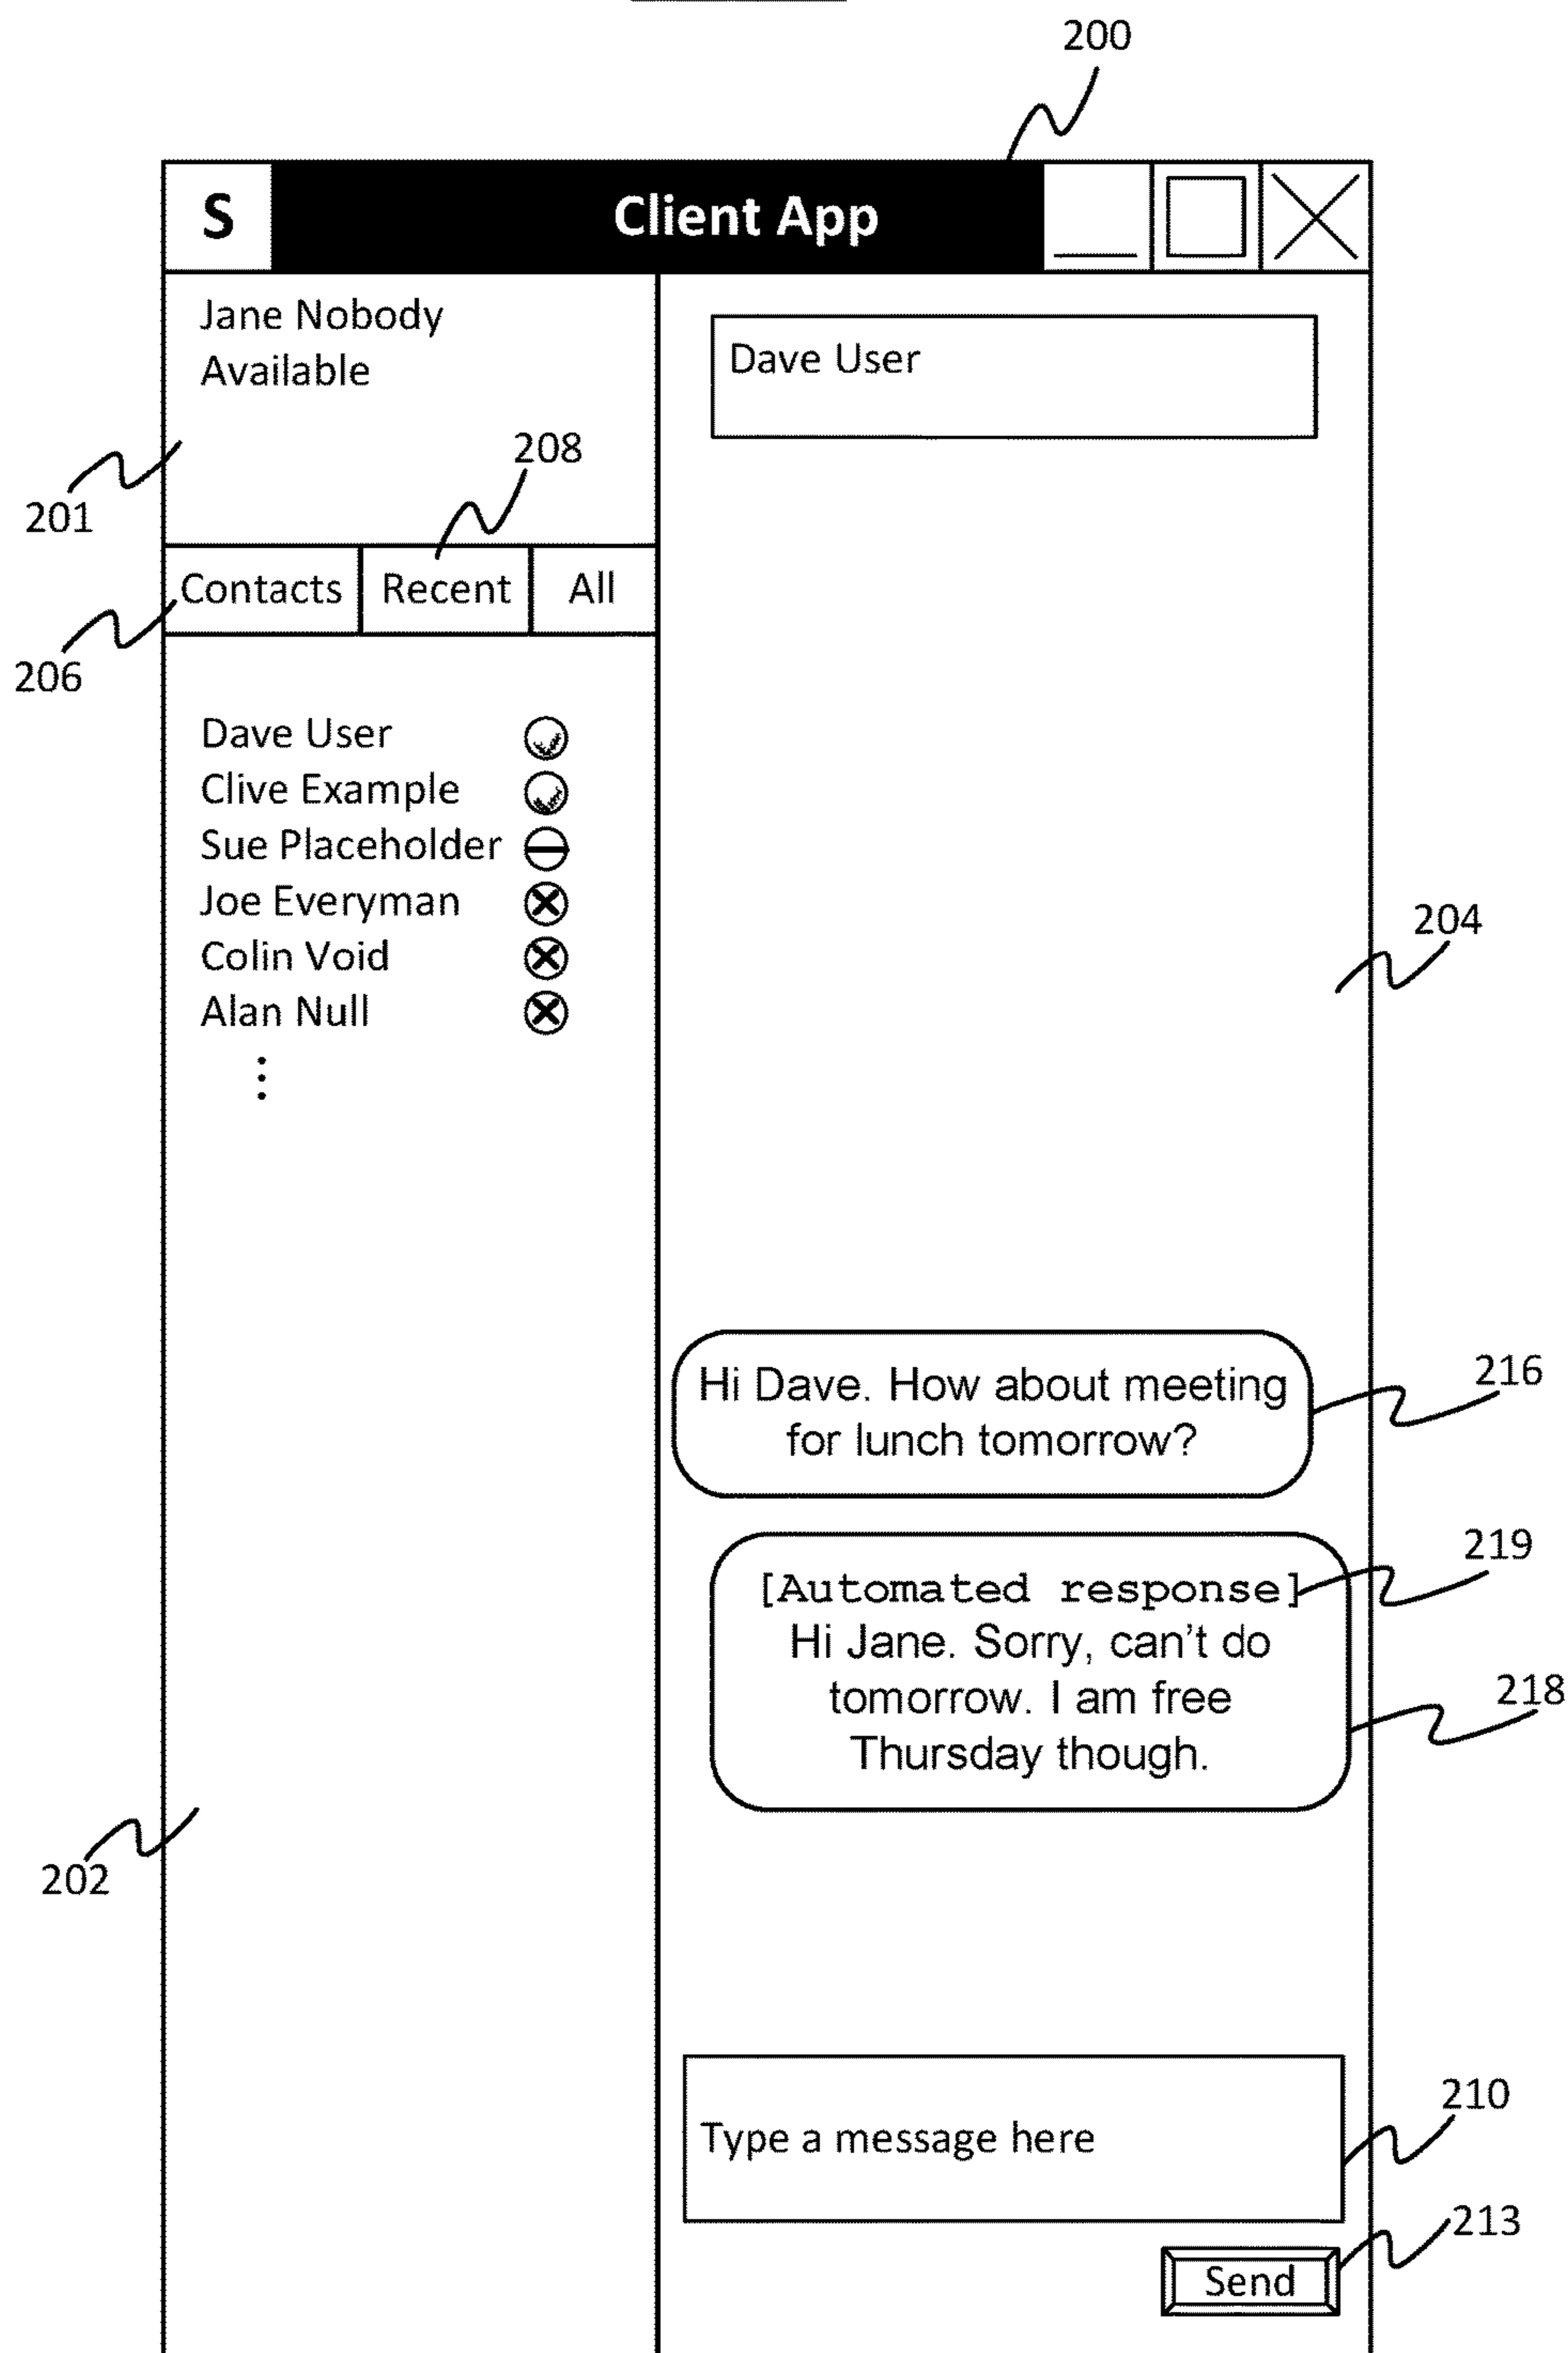 200
S
Client App
Jane Nobody
Available
Dave User
208
201
Contacts
Recent
All
206
Dave User
Clive Example
Sue Placeholder
Joe Everyman
204
Colin Void
Alan Null
⋮
Hi Dave. How about meeting
for lunch tomorrow?
216
219
[Automated response]
Hi Jane. Sorry, can't do
tomorrow. I am free
Thursday though.
218
202
210
Type a message here
213
Send